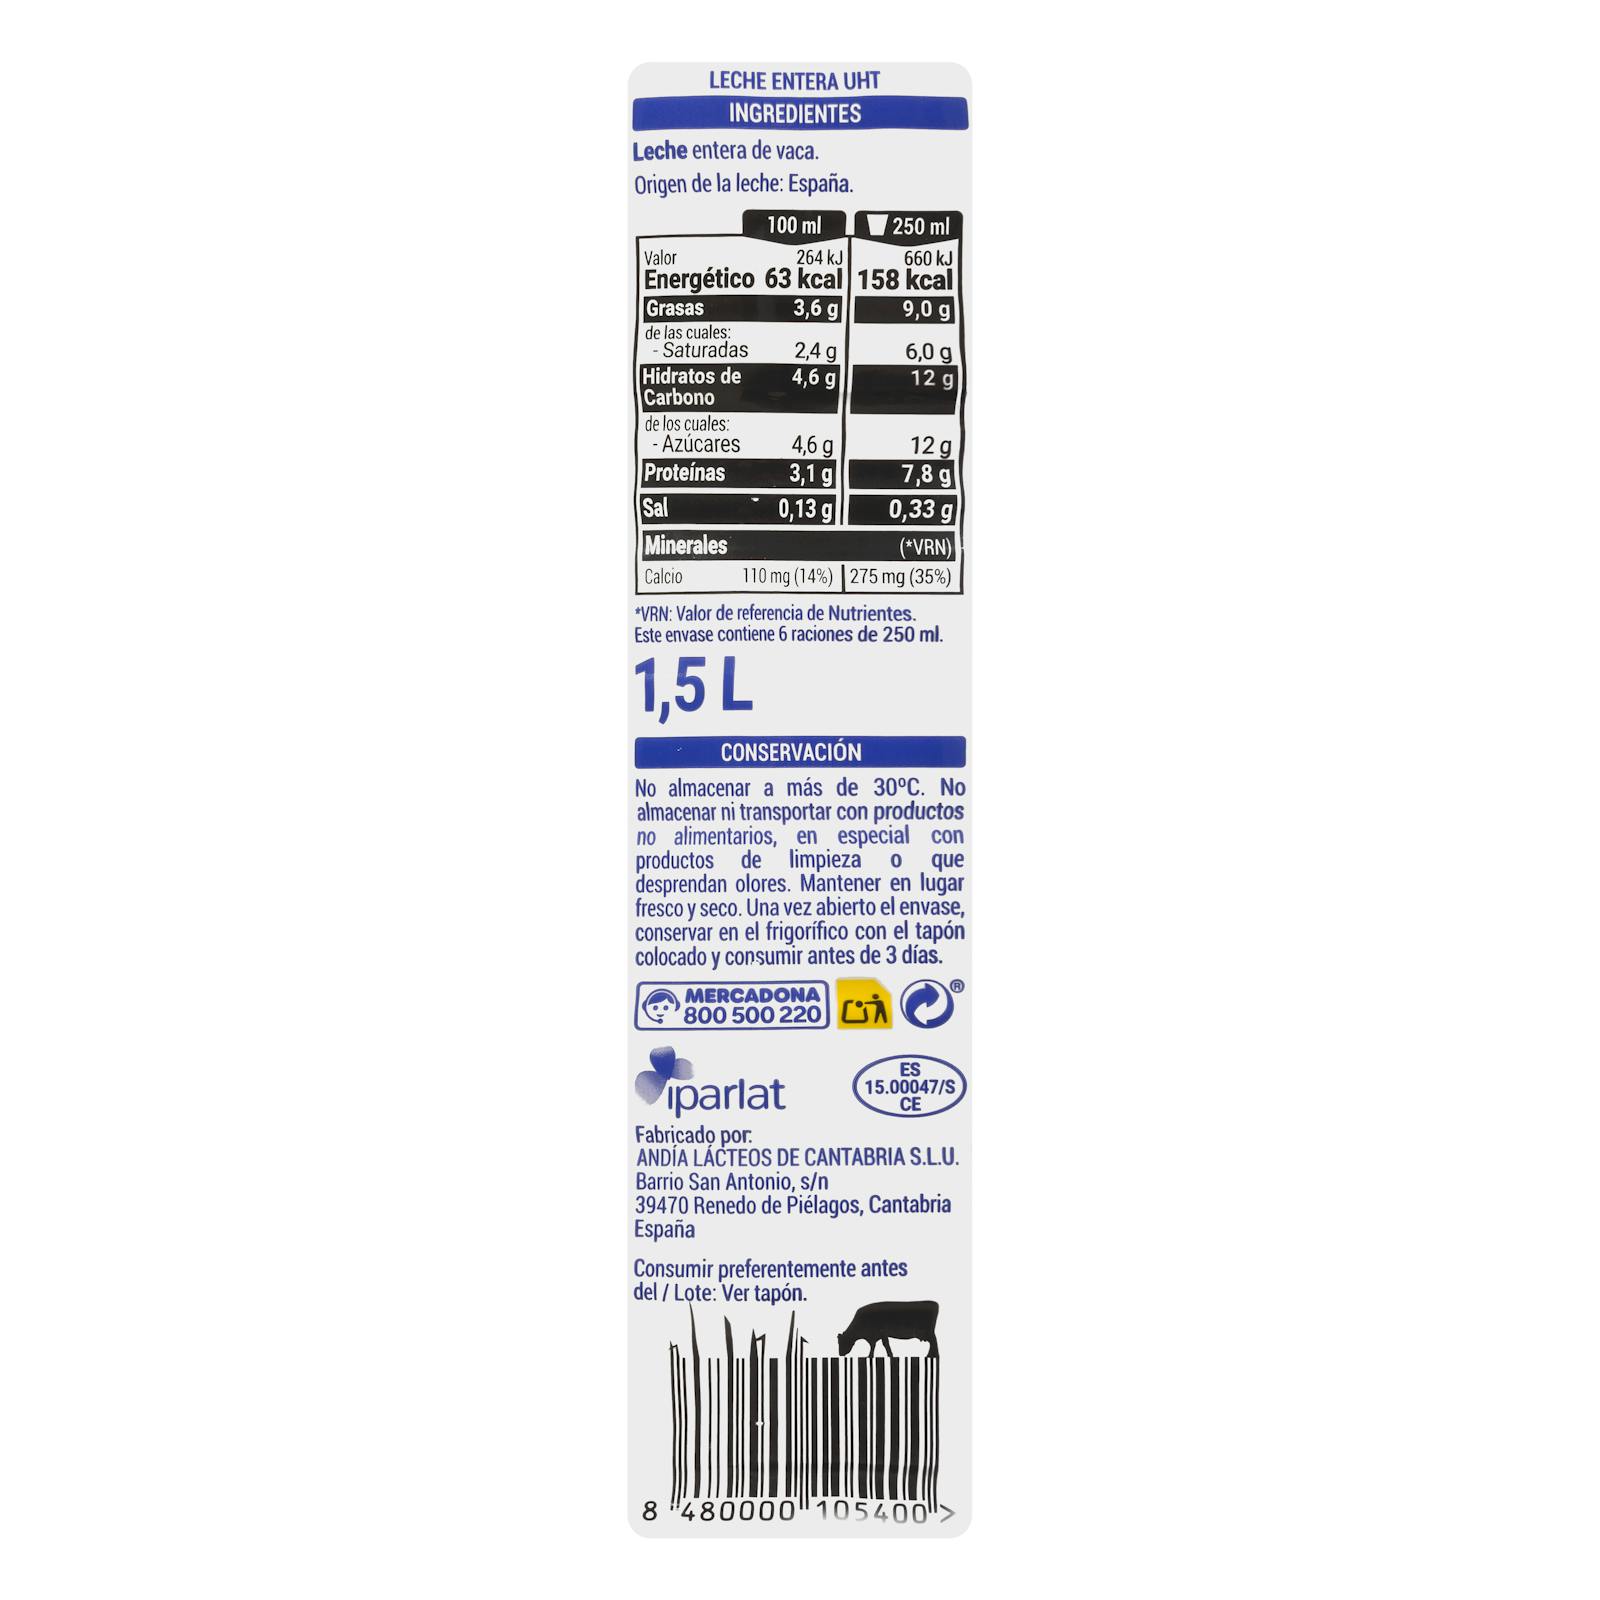 LECHE ENTERA UHT
INGREDIENTES
Leche entera de vaca.
Origen de la leche: España.
100 ml 250 ml
Valor 264 kJ 660 kJ
Energético 63 kcal 158 kcal
Grasas 3,6 g 9,0 g
de las cuales:
- Saturadas 2,4 g 6,0 g
Hidratos de 4,6 g 12 g
Carbono
de los cuales:
- Azúcares 4,6 g 12 g
Proteínas 3,1 g 7,8 g
Sal 0,13 g 0,33 g
Minerales (*VRN)
Calcio 110 mg (14%) 275 mg (35%)
*VRN: Valor de referencia de Nutrientes.
Este envase contiene 6 raciones de 250 ml.
1,5 L
CONSERVACIÓN
No almacenar a más de 30ºC. No
almacenar ni transportar con productos
no alimentarios, en especial con
productos de limpieza o que
desprendan olores. Mantener en lugar
fresco y seco. Una vez abierto el envase,
conservar en el frigorífico con el tapón
colocado y consumir antes de 3 días.
MERCADONA
800 500 220
®
iparlat
ES
15.00047/S
CE
Fabricado por:
ANDÍA LÁCTEOS DE CANTABRIA S.L.U.
Barrio San Antonio, s/n
39470 Renedo de Piélagos, Cantabria
España
Consumir preferentemente antes
del / Lote: Ver tapón.
8 480000 105400 >